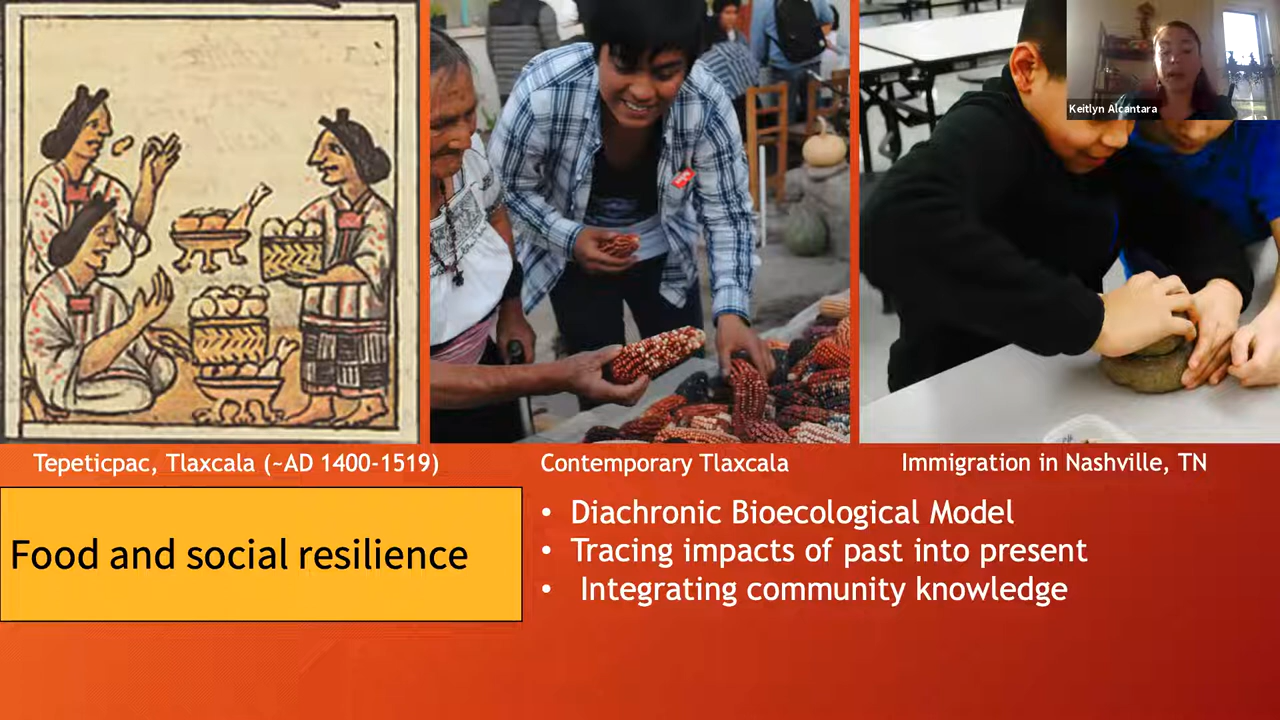 Keitlyn Alcantara
Tepeticpac, Tlaxcala (~AD 1400-1519)
Contemporary Tlaxcala
Immigration in Nashville, TN
Food and social resilience
• Diachronic Bioecological Model
• Tracing impacts of past into present
• Integrating community knowledge